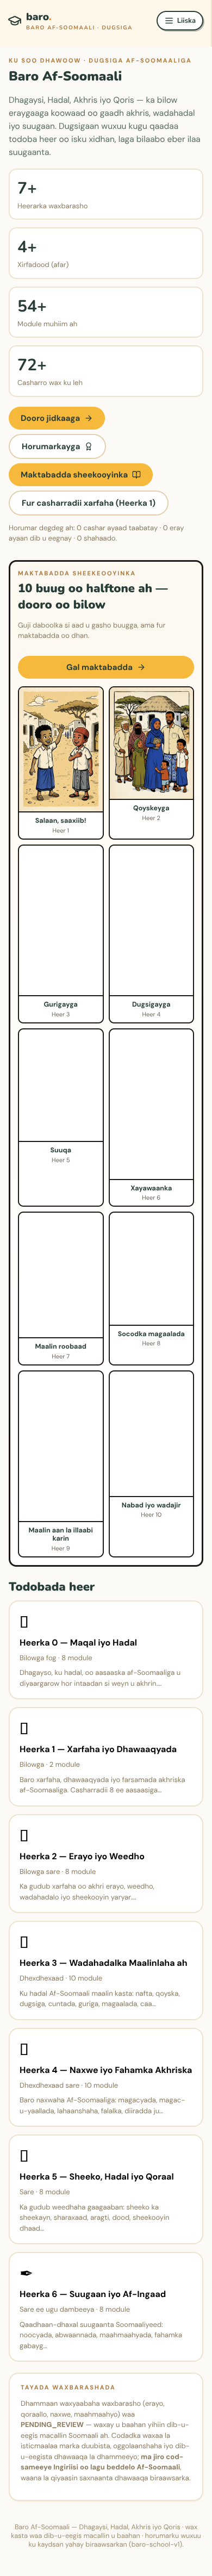 baro.
BARO AF-SOOMAALI · DUGSIGA
Liiska
KU SOO DHAWOOW · DUGSIGA AF-SOOMAALIGA
Baro Af-Soomaali
Dhagaysi, Hadal, Akhris iyo Qoris — ka bilow
eraygaaga koowaad oo gaadh akhris, wadahadal
iyo suugaan. Dugsigaan wuxuu kugu qaadaa
todoba heer oo isku xidhan, laga bilaabo eber ilaa
suuganta.
7+
Heerarka waxbarasho
4+
Xirfadood (afar)
54+
Module muhiim ah
72+
Casharro wax ku leh
Dooro jidkaaga
Horumarkayga
Maktabadda sheekooyinka
Fur casharradii xarfaha (Heerka 1)
Horumar degdeg ah: 0 cashar ayaad taabatay · 0 eray
ayaan dib u eegnay · 0 shahaado.
MAKTABADDA SHEEKOOYINKA
10 buug oo halftone ah —
dooro oo bilow
Guji daboolka si aad u gasho buugga, ama fur
maktabadda oo dhan.
Gal maktabadda
Salaan, saaxiib!
Heer 1
Qoyskeyga
Heer 2
Gurigayga
Heer 3
Dugsigayga
Heer 4
Suuqa
Heer 5
Xayawaanka
Heer 6
Maalin roobaad
Heer 7
Socodka magaalada
Heer 8
Maalin aan la illaabi
karin
Heer 9
Nabad iyo wadajir
Heer 10
Todobada heer
Heerka 0 — Maqal iyo Hadal
Bilowga fog · 8 module
Dhagayso, ku hadal, oo aasaaska af-Soomaaliga u
diyaargarow hor intaadan si weyn u akhrin.…
Heerka 1 — Xarfaha iyo Dhawaaqyada
Bilowga · 2 module
Baro xarfaha, dhawaaqyada iyo farsamada akhriska
af-Soomaaliga. Casharradii 8 ee aasaasiga…
Heerka 2 — Erayo iyo Weedho
Bilowga sare · 8 module
Ka gudub xarfaha oo akhri erayo, weedho,
wadahadalo iyo sheekooyin yaryar.…
Heerka 3 — Wadahadalka Maalinlaha ah
Dhexdhexaad · 10 module
Ku hadal Af-Soomaali maalin kasta: nafta, qoyska,
dugsiga, cuntada, guriga, magaalada, caa…
Heerka 4 — Naxwe iyo Fahamka Akhriska
Dhexdhexaad sare · 10 module
Baro naxwaha Af-Soomaali: magacyada, magac-
u-yaallada, lahaanshaha, falalka, diiradda ju…
Heerka 5 — Sheeko, Hadal iyo Qoraal
Sare · 8 module
Ka gudub weedhaha gaagaaban: sheeko ka
sheekayn, sharaxaad, aragti, dood, sheekooyin
dhaad…
Heerka 6 — Suugaan iyo Af-Ingaad
Sare ee ugu dambeeya · 8 module
Qaadhaan-dhaxal suugaanta Soomaaliyeed:
noocyada, abwaannada, maahmaahyada, fahamka
gabayg…
TAYADA WAXBARASHADA
Dhammaan waxyaabaha waxbarasho (erayo,
qoraallo, naxwe, maahmaahyo) waa
PENDING_REVIEW — waxay u baahan yihiin dib-u-
eegis macallin Soomaali ah. Codadka waxaa la
isticmaalaa marka duubista, oggolaanshaha iyo dib-
u-eegista dhawaaqa la dhammeeyo; ma jiro cod-
sameeye Ingiriisi oo lagu beddelo Af-Soomaali,
waana la qiyaasin saxnaanta dhawaaqa biraawsarka.
Baro Af-Soomaali — Dhagaysi, Hadal, Akhris iyo Qoris · wax
kasta waa dib-u-eegis macallin u baahan · horumarku wuxuu
ku kaydsan yahay biraawsarkan (baro-school-v1).